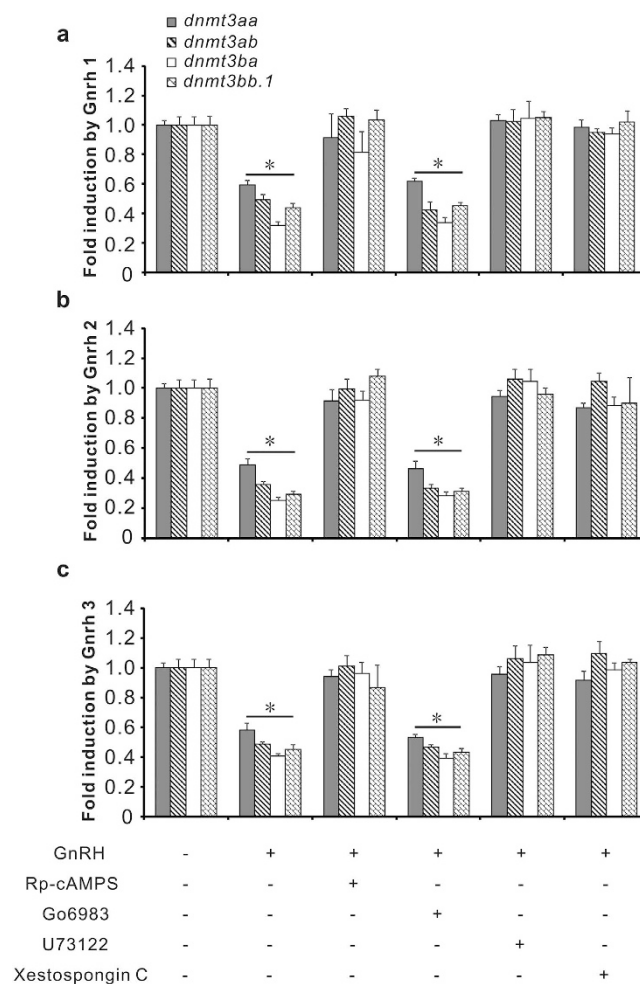 a
dnmt3aa
dnmt3ab
dnmt3ba
dnmt3bb.1
Fold induction by Gnrh 1
1.4
1.2
1.0
0.8
0.6
0.4
0.2
0
*
*
b
Fold induction by Gnrh 2
1.4
1.2
1.0
0.8
0.6
0.4
0.2
0
*
*
c
Fold induction by Gnrh 3
1.4
1.2
1.0
0.8
0.6
0.4
0.2
0
*
*
GnRH - + + + + +
Rp-cAMPS - - + - - -
Go6983 - - - + - -
U73122 - - - - + -
Xestospongin C - - - - - +